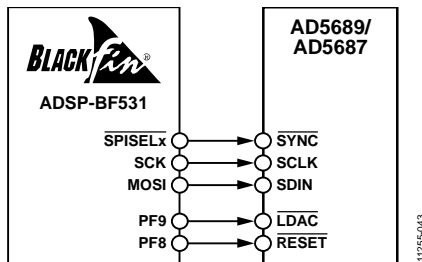 BLACKfin®
ADSP-BF531
AD5689/
AD5687
SPISELx
SYNC
SCK
SCLK
MOSI
SDIN
PF9
LDAC
PF8
RESET
11255-043